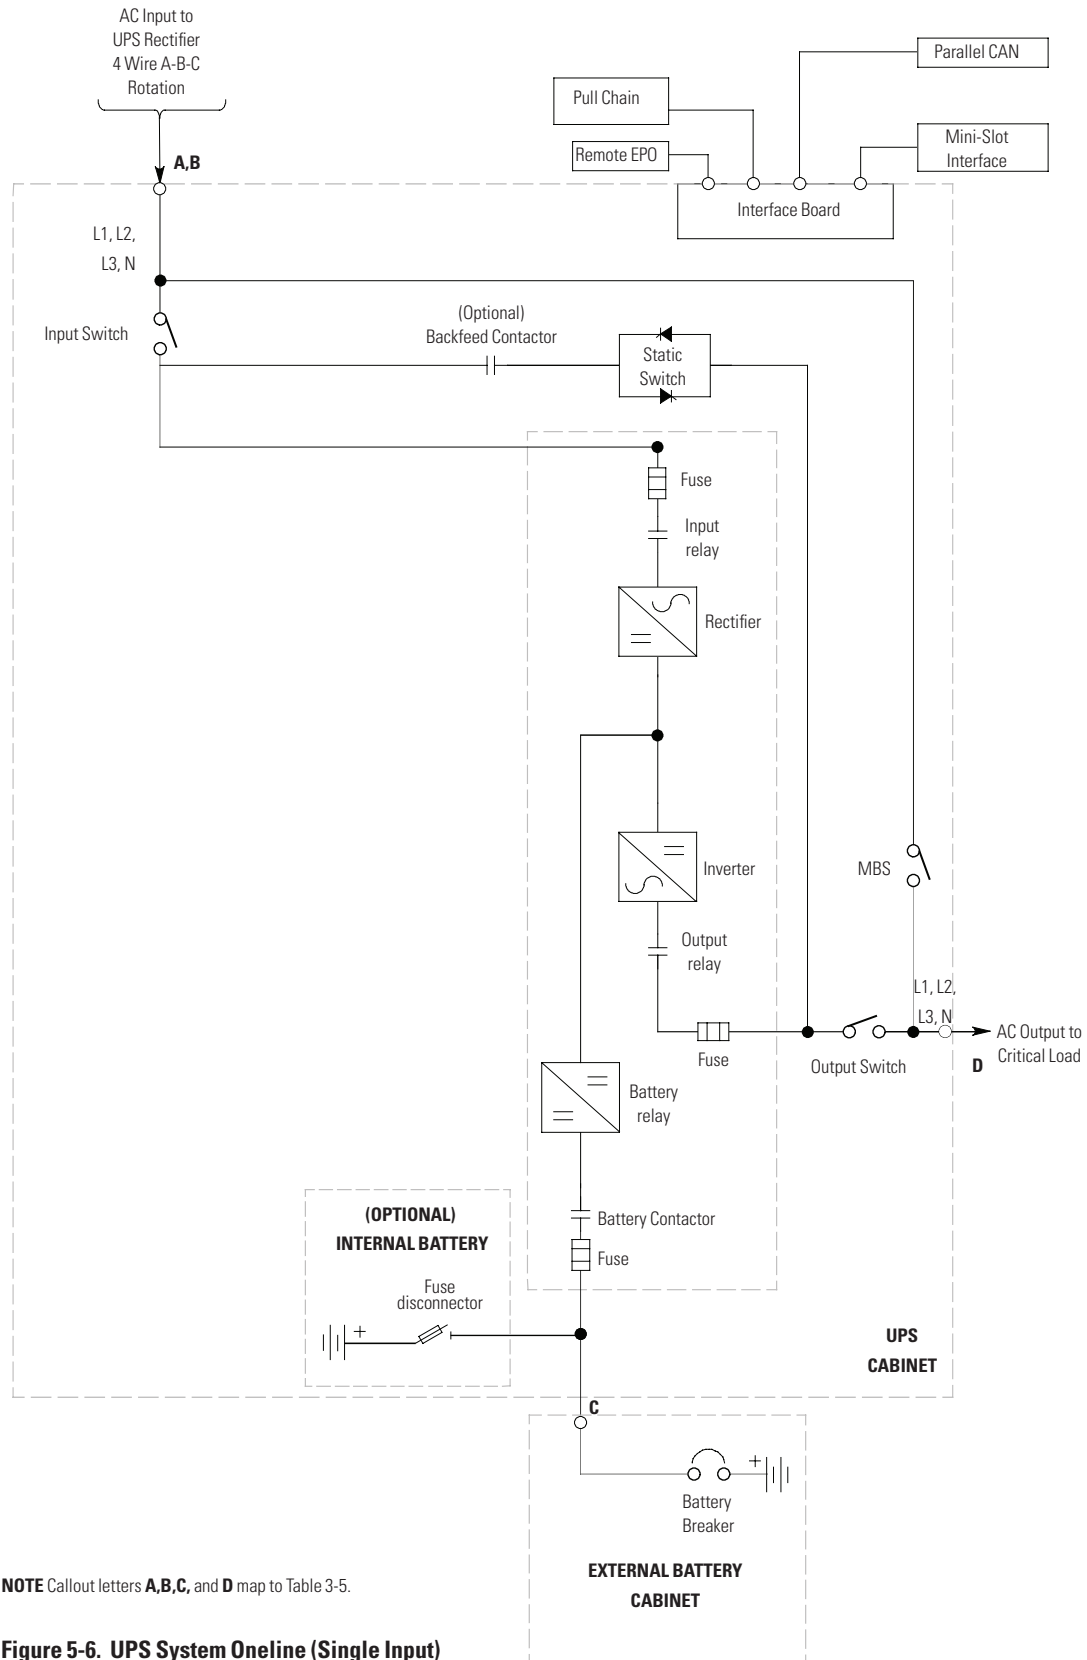 AC Input to
UPS Rectifier
4 Wire A-B-C
Rotation
A,B
Parallel CAN
Pull Chain
Remote EPO
Mini-Slot
Interface
Interface Board
L1, L2,
L3, N
Input Switch
(Optional)
Backfeed Contactor
Static
Switch
Fuse
Input
relay
Rectifier
Inverter
MBS
Output
relay
L1, L2,
L3, N
AC Output to
Critical Load
D
Output Switch
Fuse
Battery
relay
(OPTIONAL)
INTERNAL BATTERY
Battery Contactor
Fuse
Fuse
disconnector
+
UPS
CABINET
C
+
Battery
Breaker
EXTERNAL BATTERY
CABINET
NOTE Callout letters A,B,C, and D map to Table 3-5.
Figure 5-6. UPS System Oneline (Single Input)